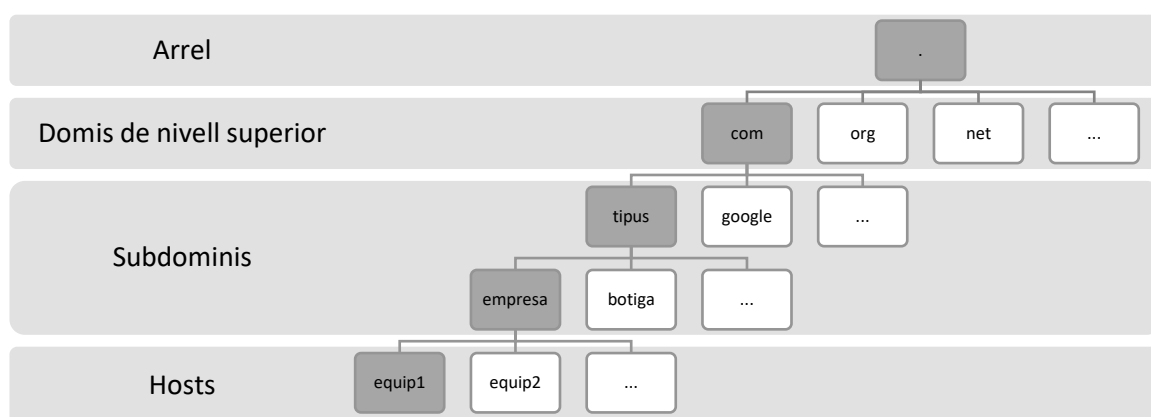 Arrel
.
Domis de nivell superior
com
org
net
...
Subdominis
tipus
google
...
empresa
botiga
...
Hosts
equip1
equip2
...